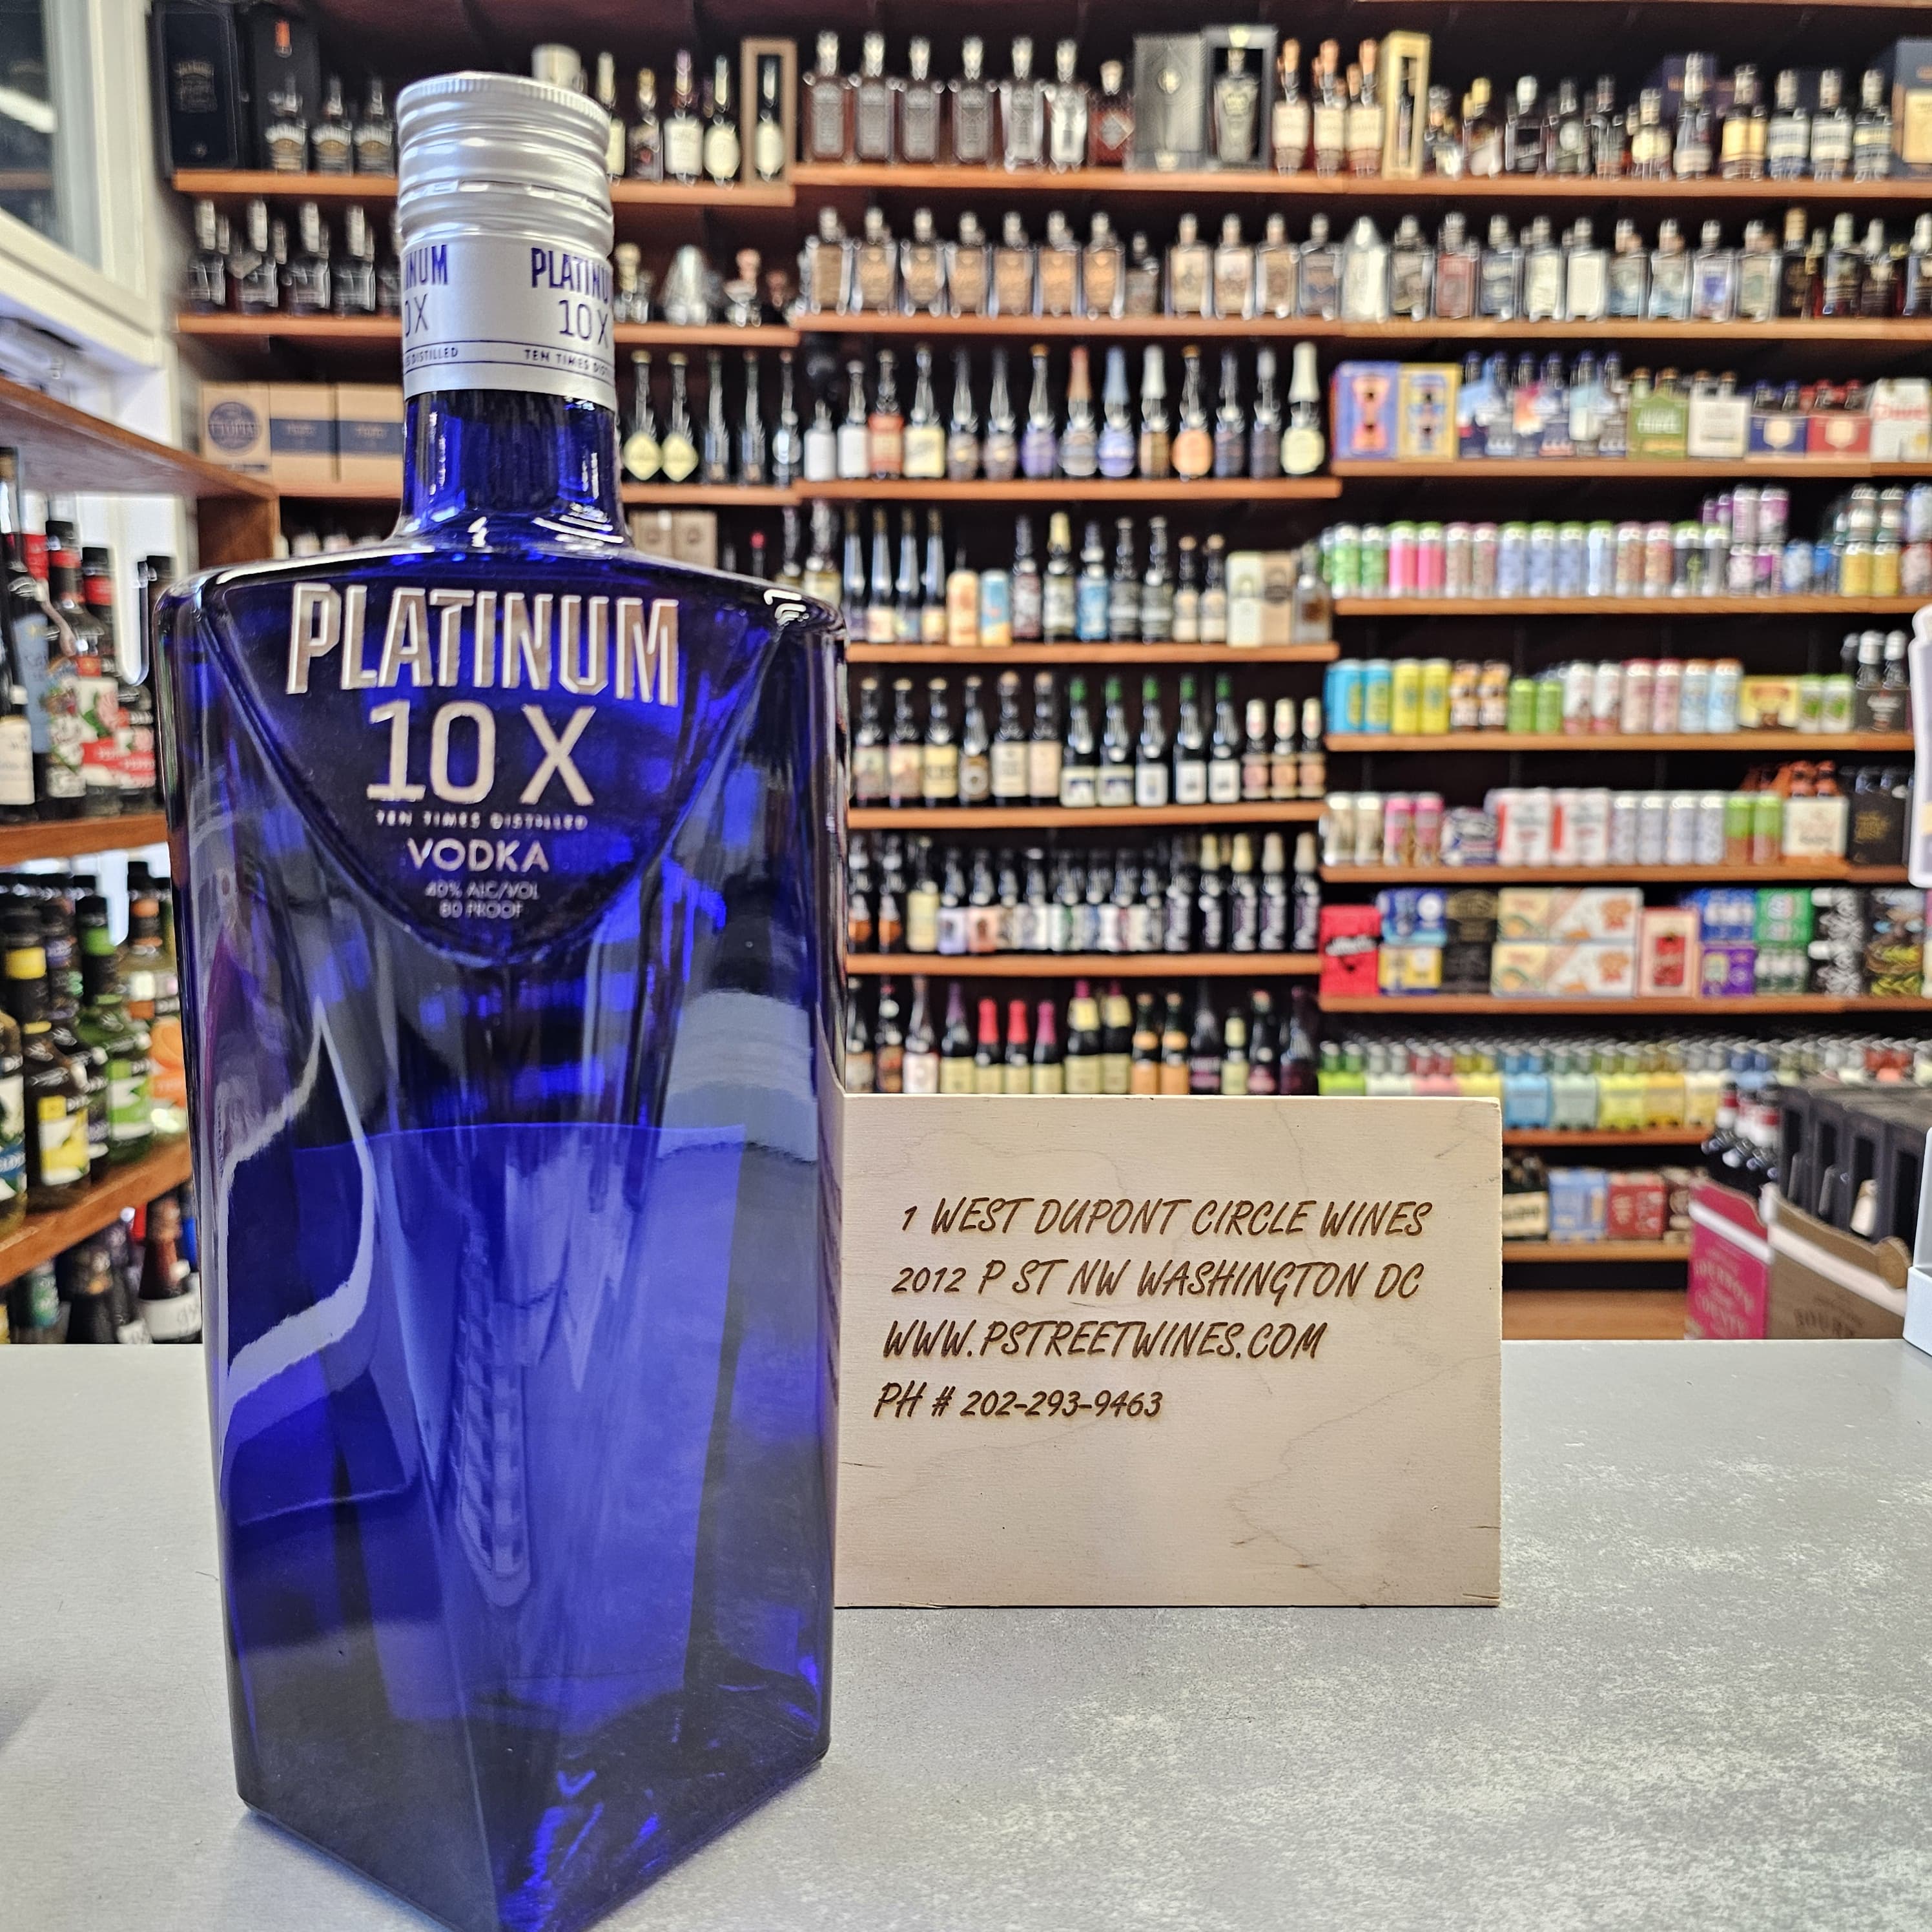 PLATINUM
10X
TEN TIMES DISTILLED
PLATINUM
10 X
TEN TIMES DISTILLED
VODKA
40% ALC/VOL
80 PROOF
1 WEST DUPONT CIRCLE WINES
2012 P ST NW WASHINGTON DC
WWW.PSTREETWINES.COM
PH # 202-293-9463